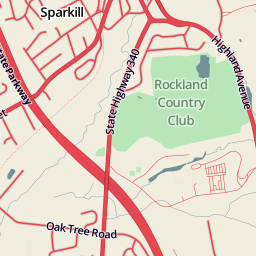 Sparkill
State Parkway
State Highway 340
Highland Avenue
Rockland
Country
Club
Oak Tree Road